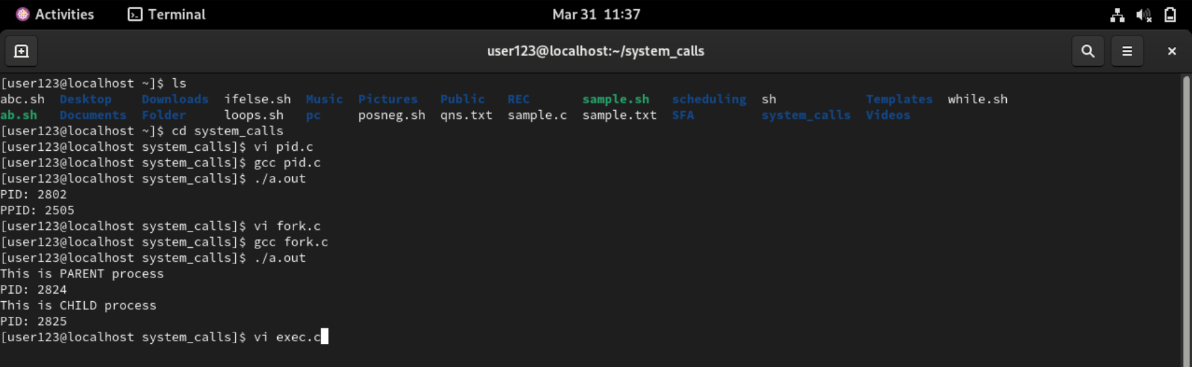 Activities Terminal Mar 31 11:37
user123@localhost:~/system_calls
[user123@localhost ~]$ ls
abc.sh Desktop Downloads ifelse.sh Music Pictures Public REC sample.sh scheduling sh Templates while.sh
ab.sh Documents Folder loops.sh pc posneg.sh qns.txt sample.c sample.txt SFA system_calls Videos
[user123@localhost ~]$ cd system_calls
[user123@localhost system_calls]$ vi pid.c
[user123@localhost system_calls]$ gcc pid.c
[user123@localhost system_calls]$ ./a.out
PID: 2802
PPID: 2505
[user123@localhost system_calls]$ vi fork.c
[user123@localhost system_calls]$ gcc fork.c
[user123@localhost system_calls]$ ./a.out
This is PARENT process
PID: 2824
This is CHILD process
PID: 2825
[user123@localhost system_calls]$ vi exec.c